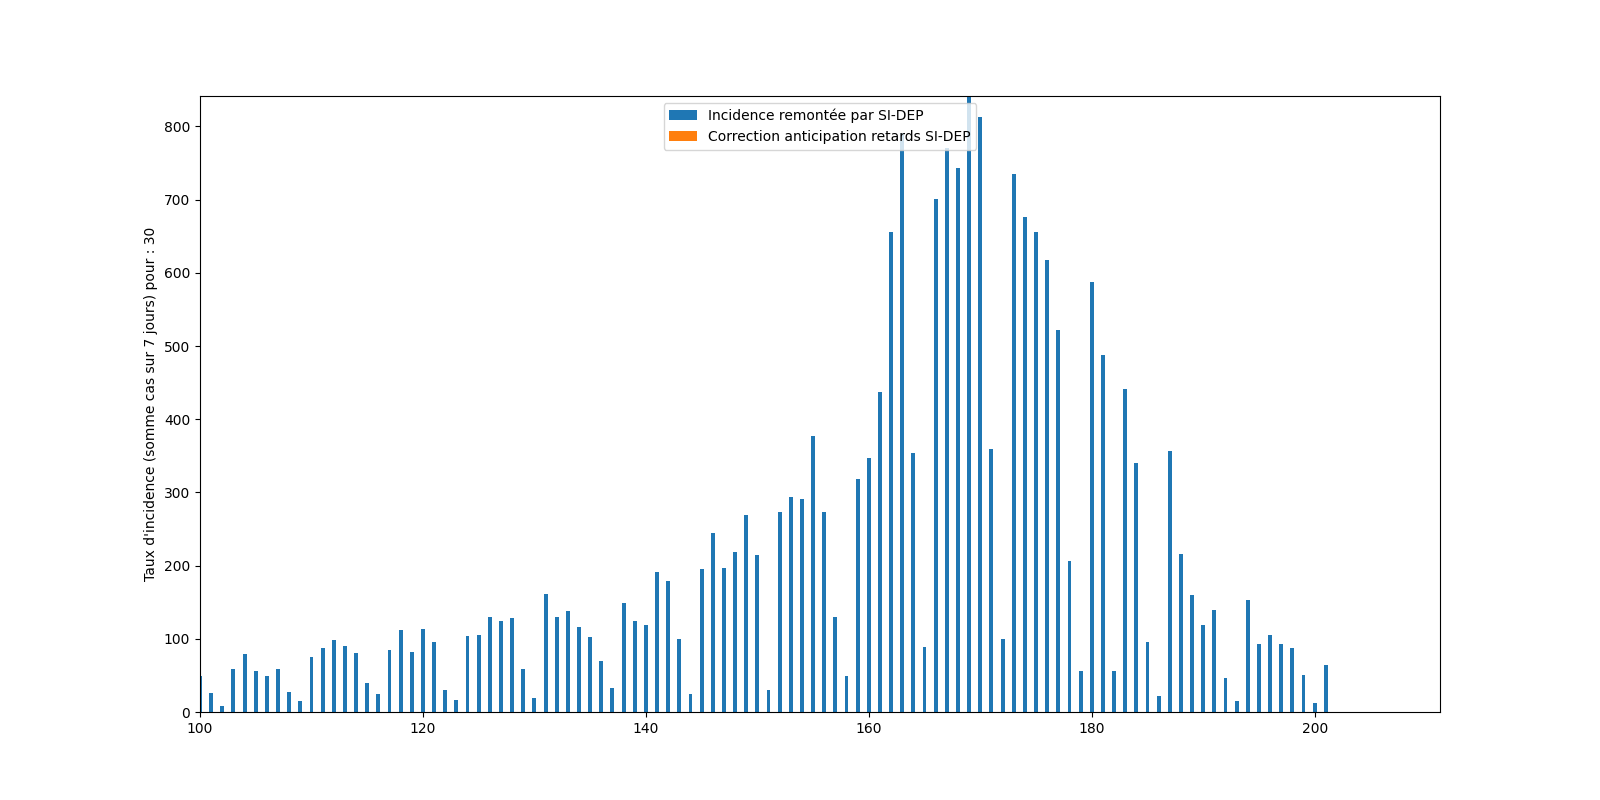 Incidence remontée par SI-DEP
Correction anticipation retards SI-DEP
Taux d'incidence (somme cas sur 7 jours) pour : 30
800
700
600
500
400
300
200
100
0
100 120 140 160 180 200